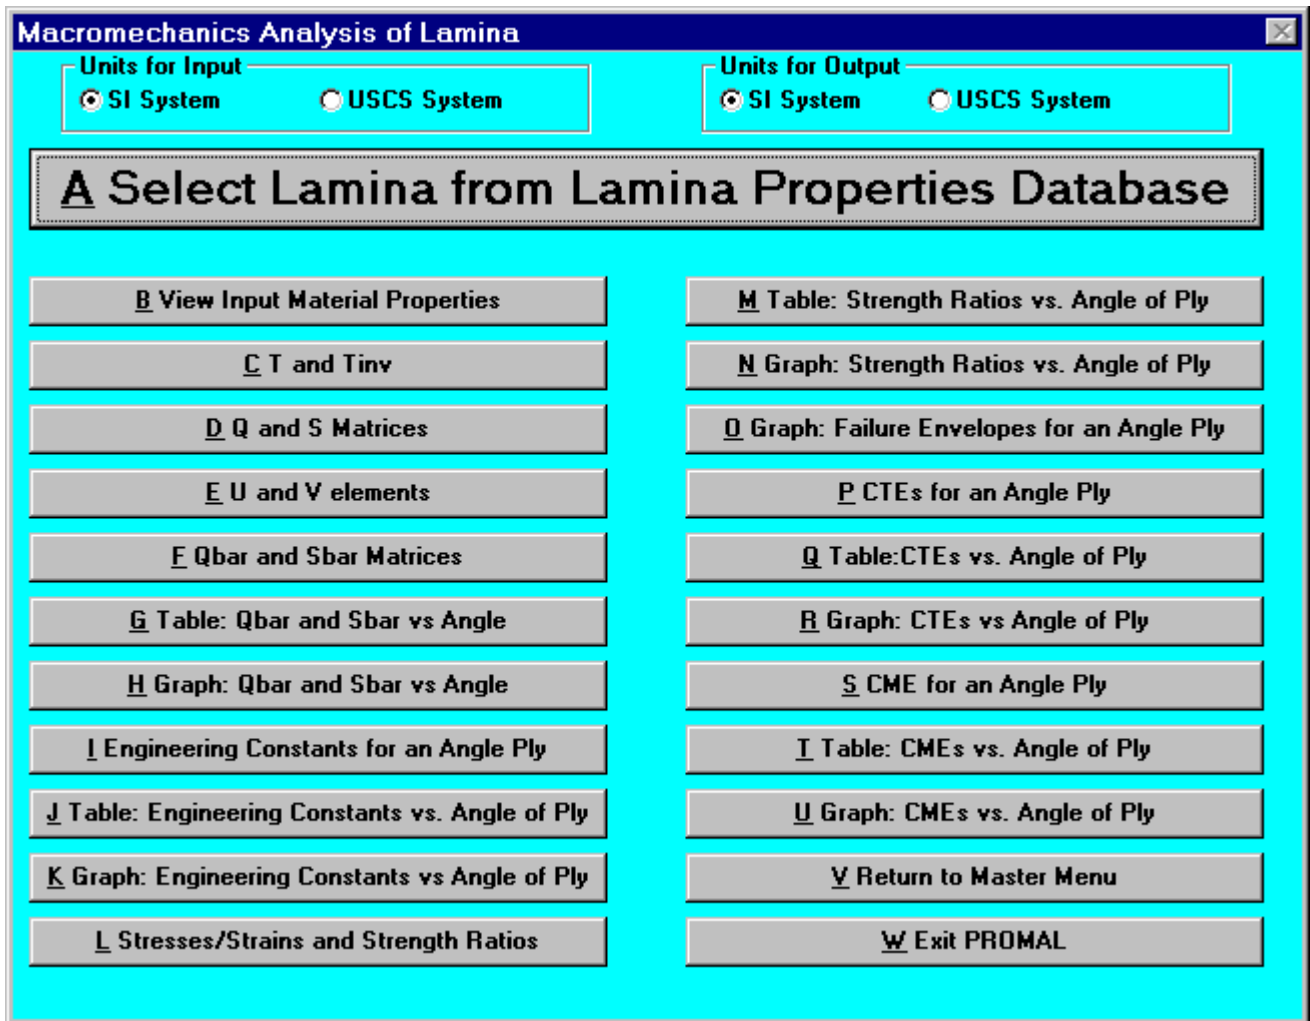 Macromechanics Analysis of Lamina
Units for Input
SI System
USCS System
Units for Output
SI System
USCS System
A Select Lamina from Lamina Properties Database
B View Input Material Properties
C T and Tinv
D Q and S Matrices
E U and V elements
F Qbar and Sbar Matrices
G Table: Qbar and Sbar vs Angle
H Graph: Qbar and Sbar vs Angle
I Engineering Constants for an Angle Ply
J Table: Engineering Constants vs. Angle of Ply
K Graph: Engineering Constants vs Angle of Ply
L Stresses/Strains and Strength Ratios
M Table: Strength Ratios vs. Angle of Ply
N Graph: Strength Ratios vs. Angle of Ply
O Graph: Failure Envelopes for an Angle Ply
P CTEs for an Angle Ply
Q Table:CTEs vs. Angle of Ply
R Graph: CTEs vs Angle of Ply
S CME for an Angle Ply
T Table: CMEs vs. Angle of Ply
U Graph: CMEs vs. Angle of Ply
V Return to Master Menu
W Exit PROMAL